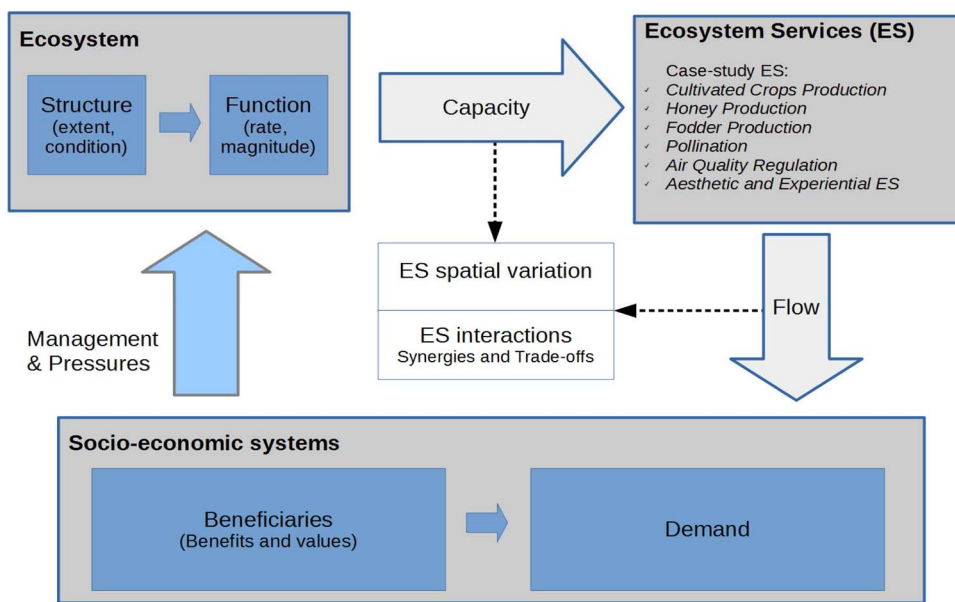 Ecosystem
Structure
(extent,
condition)
Function
(rate,
magnitude)
Capacity
Ecosystem Services (ES)
Case-study ES:
✓ Cultivated Crops Production
✓ Honey Production
✓ Fodder Production
✓ Pollination
✓ Air Quality Regulation
✓ Aesthetic and Experiential ES
ES spatial variation
ES interactions
Synergies and Trade-offs
Flow
Management
& Pressures
Socio-economic systems
Beneficiaries
(Benefits and values)
Demand